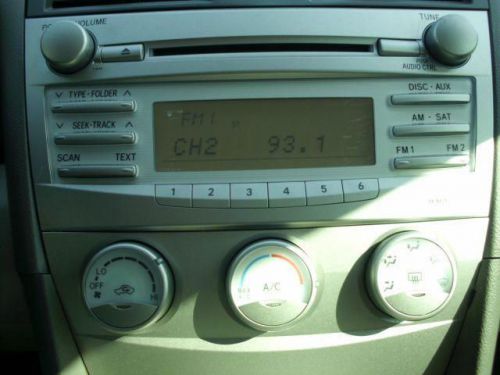 VOLUME
TUNE
AUDIO CTRL
TYPE•FOLDER
DISC•AUX
SEEK•TRACK
FM1
CH2 93.1
AM•SAT
SCAN TEXT
FM1 FM2
1 2 3 4 5 6
LO
OFF
HI
A/C